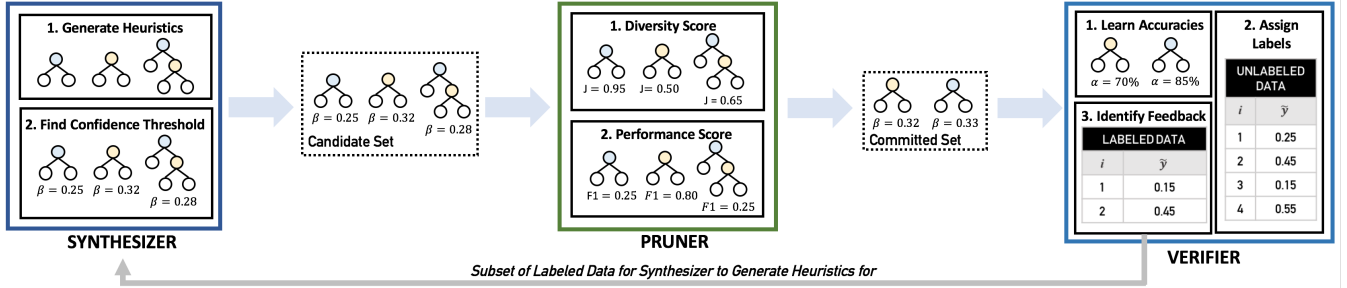 1. Generate Heuristics
2. Find Confidence Threshold
β = 0.25
β = 0.32
β = 0.28
SYNTHESIZER
β = 0.25
β = 0.32
β = 0.28
Candidate Set
1. Diversity Score
J = 0.95
J= 0.50
J = 0.65
2. Performance Score
F1 = 0.25
F1 = 0.80
F1 = 0.25
PRUNER
β = 0.32
β = 0.33
Committed Set
1. Learn Accuracies
α = 70%
α = 85%
2. Assign
Labels
UNLABELED
DATA
i ỹ
1 0.25
2 0.45
3 0.15
4 0.55
3. Identify Feedback
LABELED DATA
i ỹ
1 0.15
2 0.45
VERIFIER
Subset of Labeled Data for Synthesizer to Generate Heuristics for